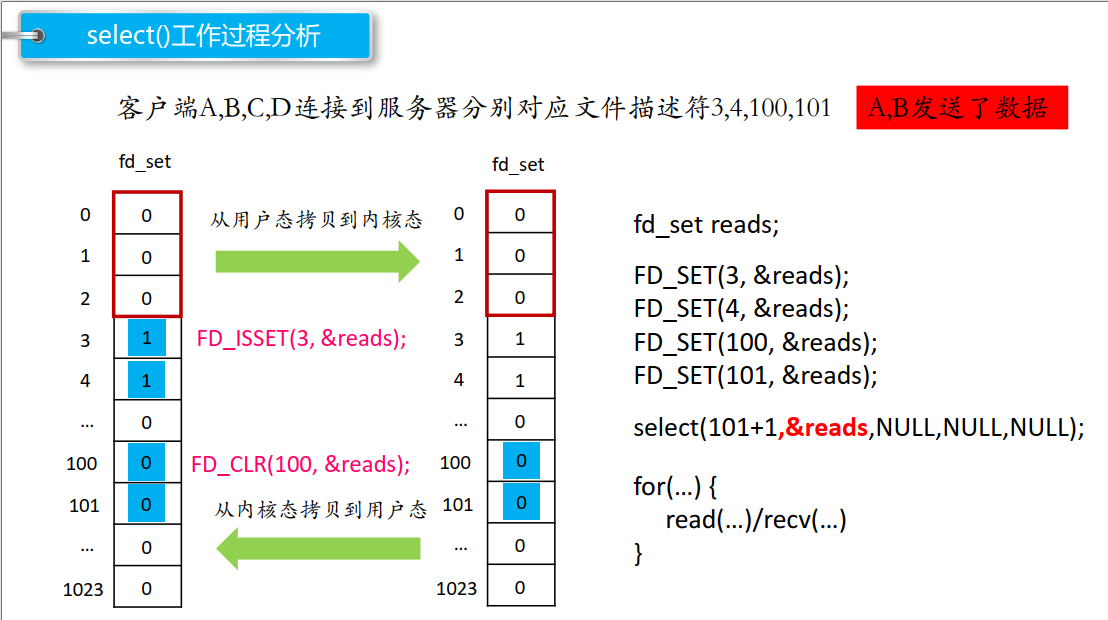 select()工作过程分析
客户端A,B,C,D连接到服务器分别对应文件描述符3,4,100,101
A,B发送了数据
fd_set
0 0
1 0
2 0
3 1
4 1
... 0
100 0
101 0
... 0
1023 0
从用户态拷贝到内核态
FD_ISSET(3, &reads);
FD_CLR(100, &reads);
从内核态拷贝到用户态
fd_set
0 0
1 0
2 0
3 1
4 1
... 0
100 0
101 0
... 0
1023 0
fd_set reads;
FD_SET(3, &reads);
FD_SET(4, &reads);
FD_SET(100, &reads);
FD_SET(101, &reads);
select(101+1,&reads,NULL,NULL,NULL);
for(...) {
read(...)/recv(...)
}